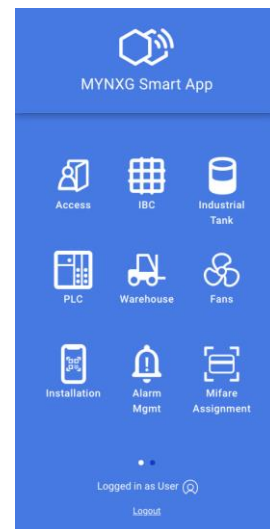 MYNXG Smart App
Access
IBC
Industrial
Tank
PLC
Warehouse
Fans
Installation
Alarm
Mgmt
Mifare
Assignment
Logged in as User
Logout